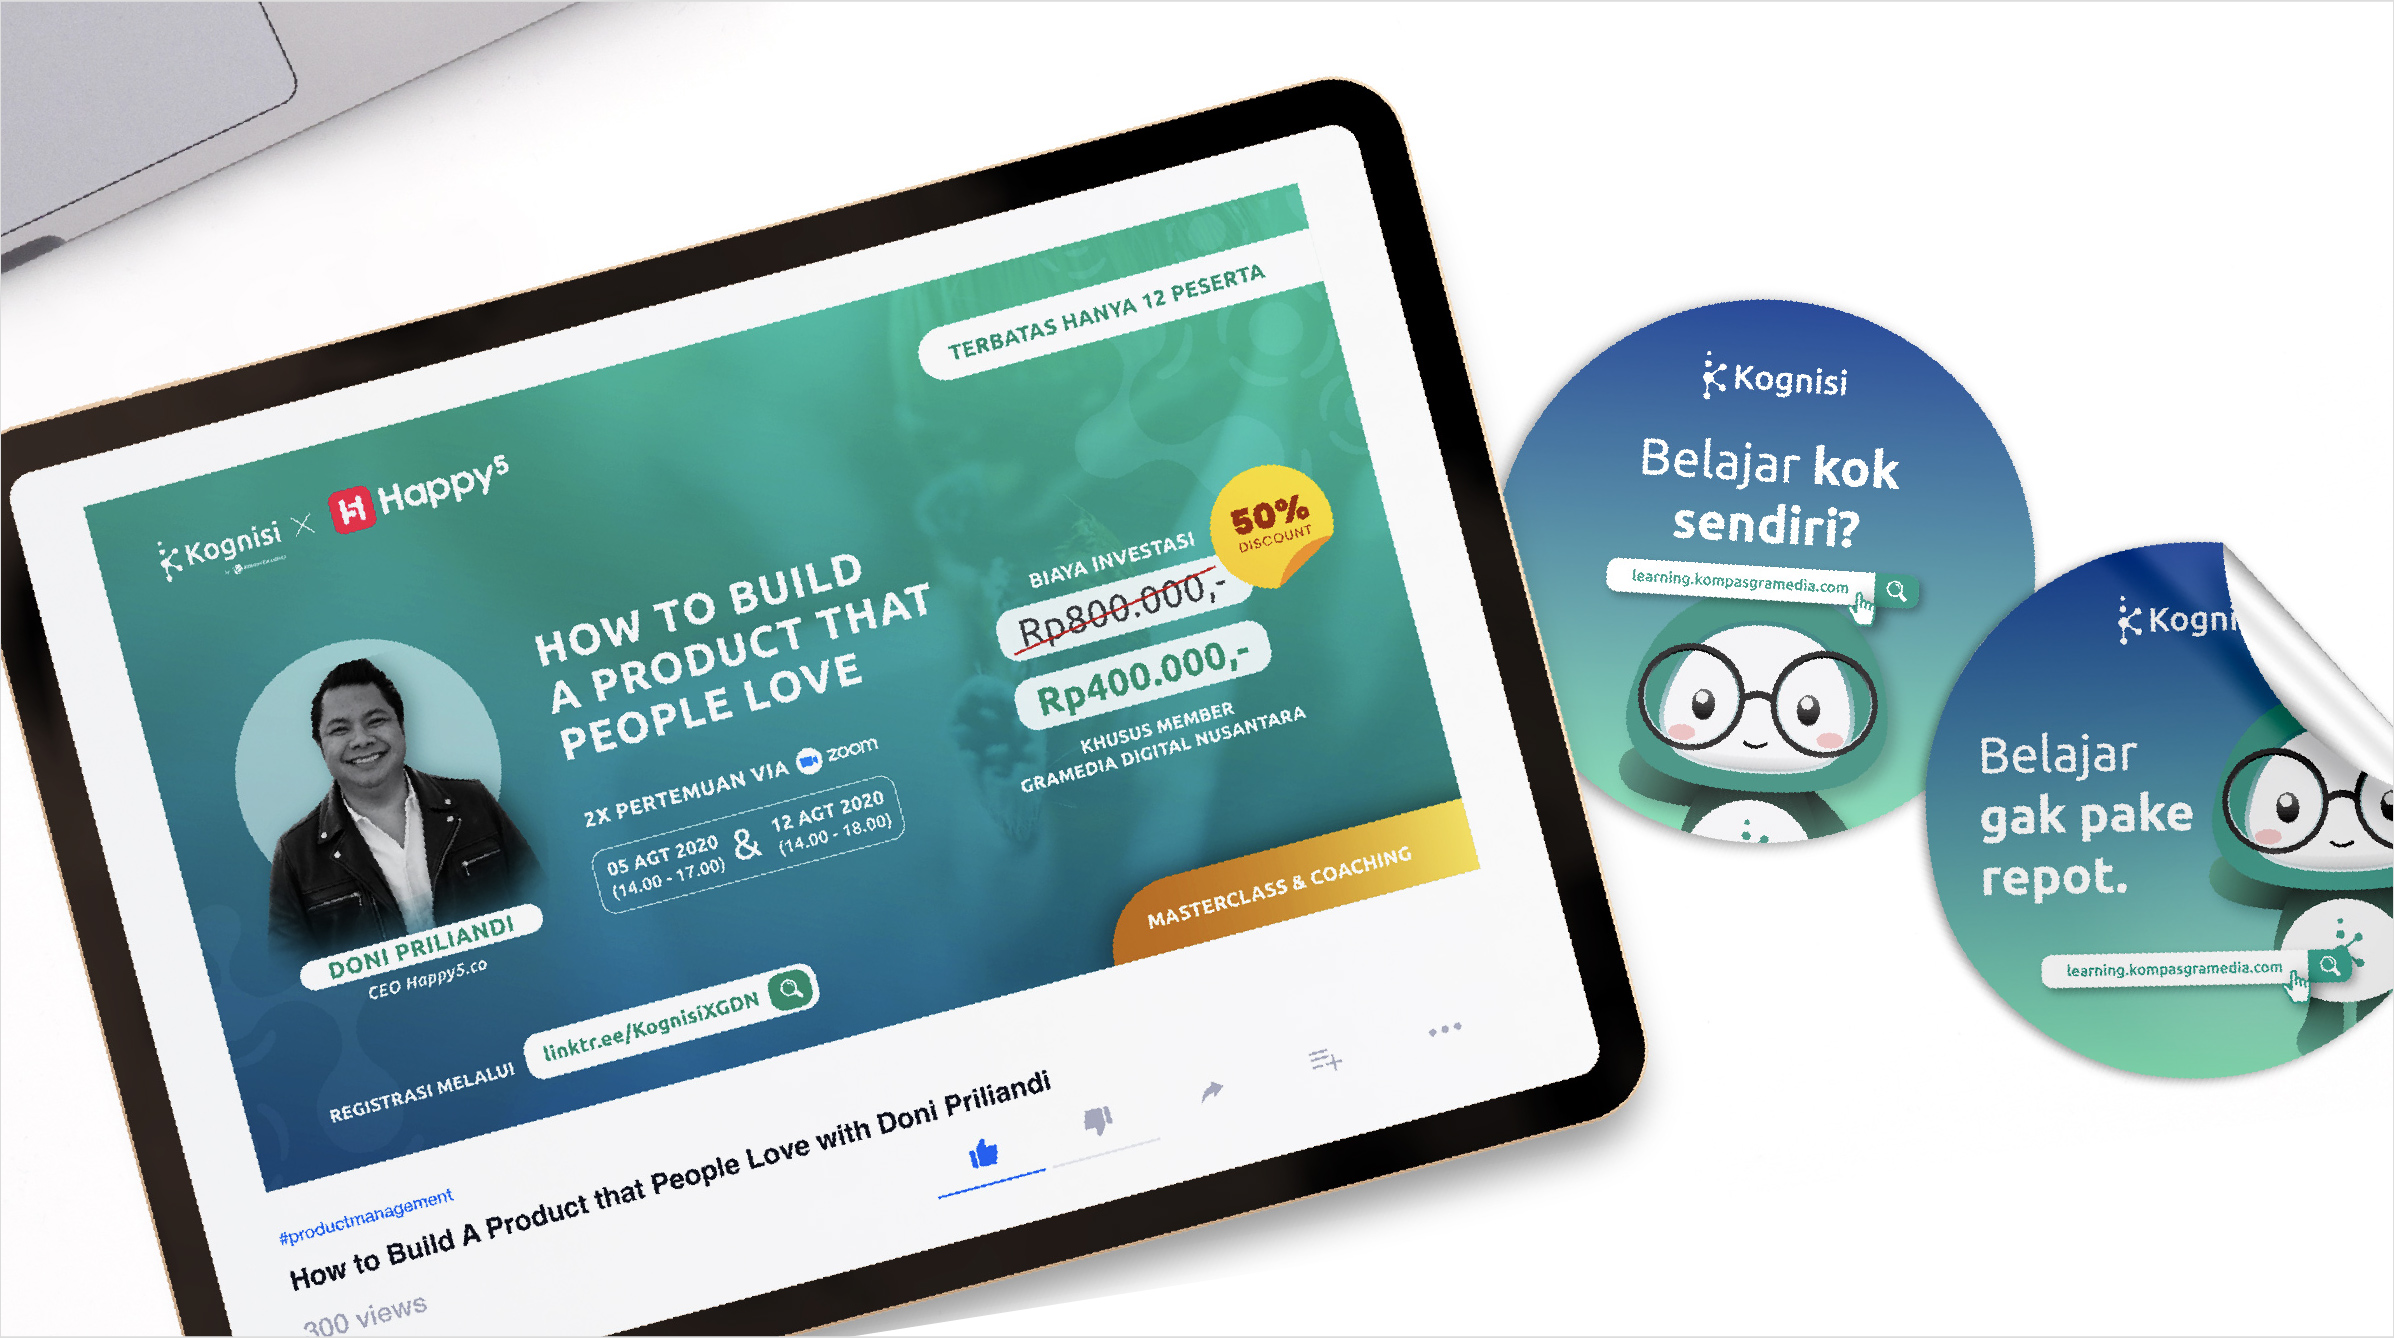 TERBATAS HANYA 12 PESERTA
Kognisi
Happy5
HOW TO BUILD
A PRODUCT THAT
PEOPLE LOVE
2X PERTEMUAN VIA zoom
05 AGT 2020
(14.00 - 17.00)
&
12 AGT 2020
(14.00 - 18.00)
BIAYA INVESTASI
50%
DISCOUNT
Rp800.000,-
Rp400.000,-
KHUSUS MEMBER
GRAMEDIA DIGITAL NUSANTARA
MASTERCLASS & COACHING
DONI PRILIANDI
CEO Happy5.co
REGISTRASI MELALUI
linktr.ee/KognisiXGDN
#productmanagement
How to Build A Product that People Love with Doni Priliandi
300 views
Kognisi
Belajar kok
sendiri?
learning.kompasgramedia.com
Kogni
Belajar
gak pake
repot.
learning.kompasgramedia.com